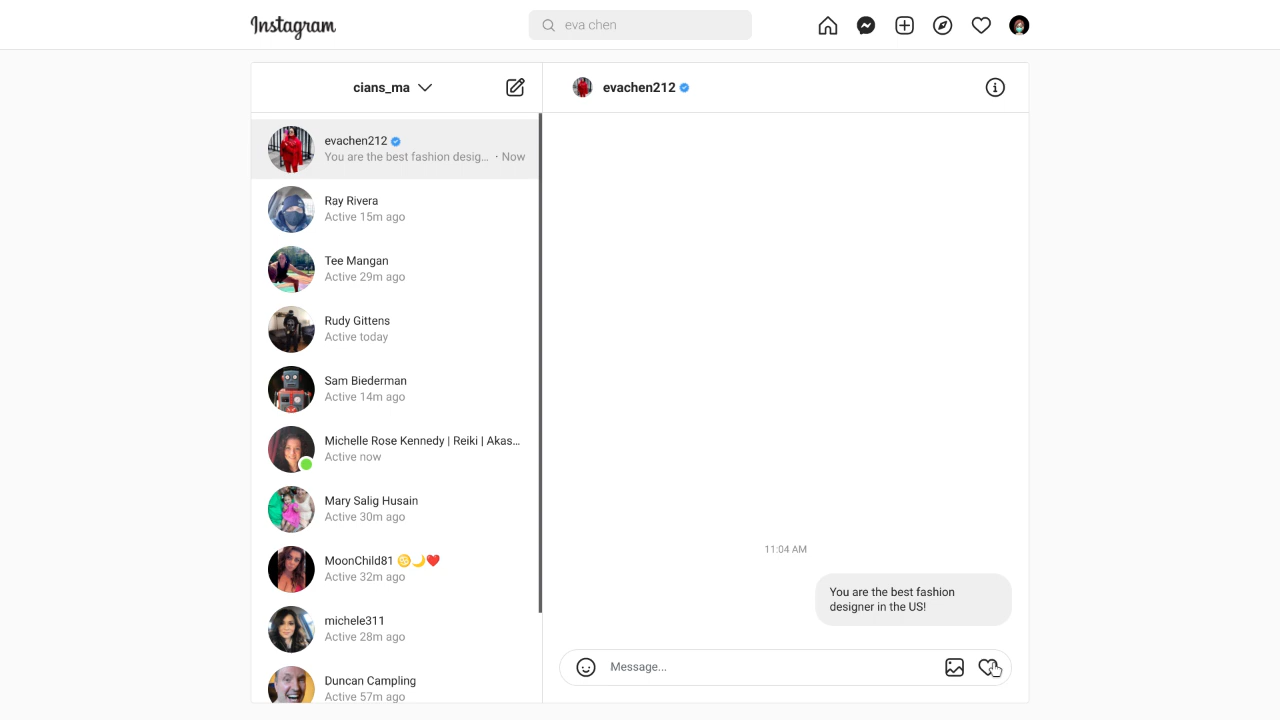 Instagram
eva chen
cians_ma
evachen212
You are the best fashion desig... · Now
Ray Rivera
Active 15m ago
Tee Mangan
Active 29m ago
Rudy Gittens
Active today
Sam Biederman
Active 14m ago
Michelle Rose Kennedy | Reiki | Akas...
Active now
Mary Salig Husain
Active 30m ago
MoonChild81 ♋🌙❤️
Active 32m ago
michele311
Active 28m ago
Duncan Campling
Active 57m ago
evachen212
11:04 AM
You are the best fashion
designer in the US!
Message...